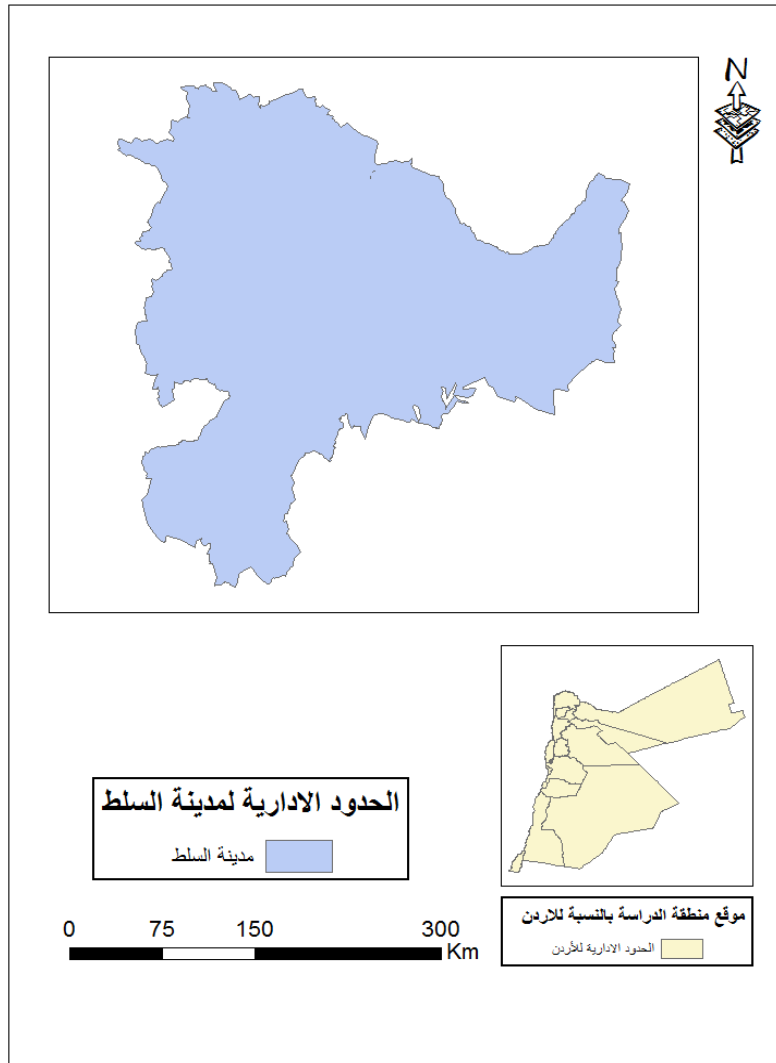 N
الحدود الادارية لمدينة السلط
مدينة السلط
0 75 150 300
Km
موقع منطقة الدراسة بالنسبة للاردن
الحدود الادارية للأردن